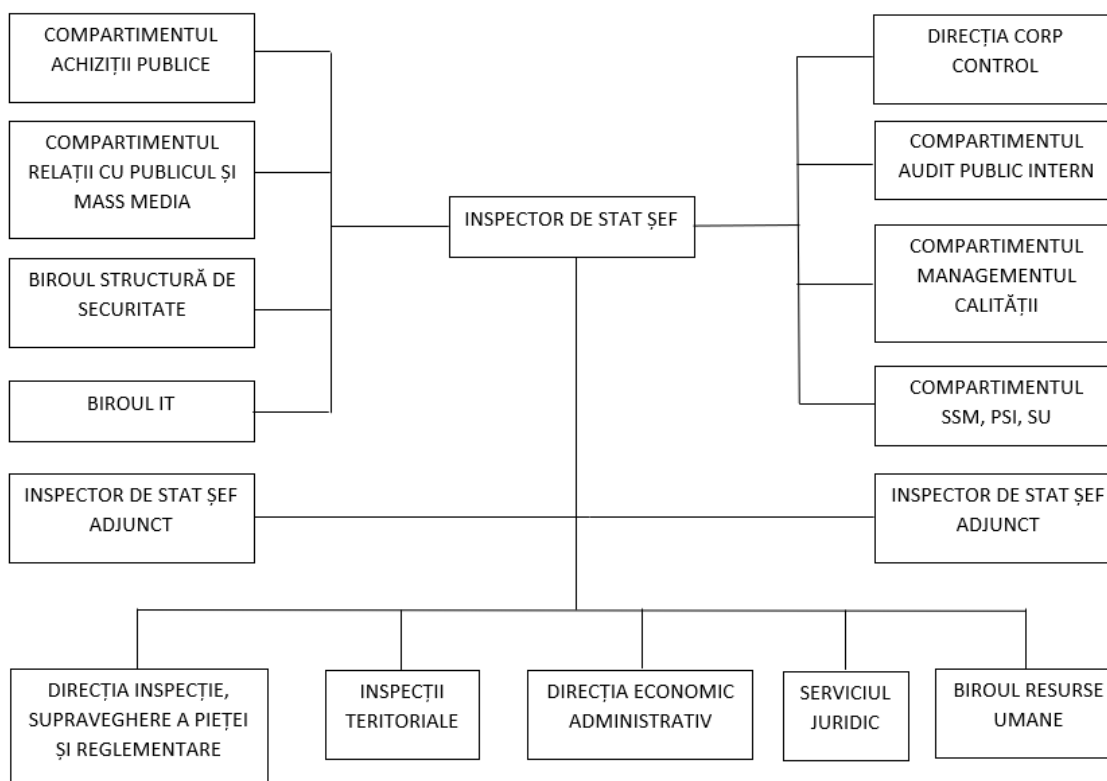 COMPARTIMENTUL
ACHIZIȚII PUBLICE
COMPARTIMENTUL
RELAȚII CU PUBLICUL ȘI
MASS MEDIA
BIROUL STRUCTURĂ DE
SECURITATE
BIROUL IT
INSPECTOR DE STAT ȘEF
ADJUNCT
INSPECTOR DE STAT ȘEF
DIRECȚIA CORP
CONTROL
COMPARTIMENTUL
AUDIT PUBLIC INTERN
COMPARTIMENTUL
MANAGEMENTUL
CALITĂȚII
COMPARTIMENTUL
SSM, PSI, SU
INSPECTOR DE STAT ȘEF
ADJUNCT
DIRECȚIA INSPECȚIE,
SUPRAVEGHERE A PIEȚEI
ȘI REGLEMENTARE
INSPECȚII
TERITORIALE
DIRECȚIA ECONOMIC
ADMINISTRATIV
SERVICIUL
JURIDIC
BIROUL RESURSE
UMANE